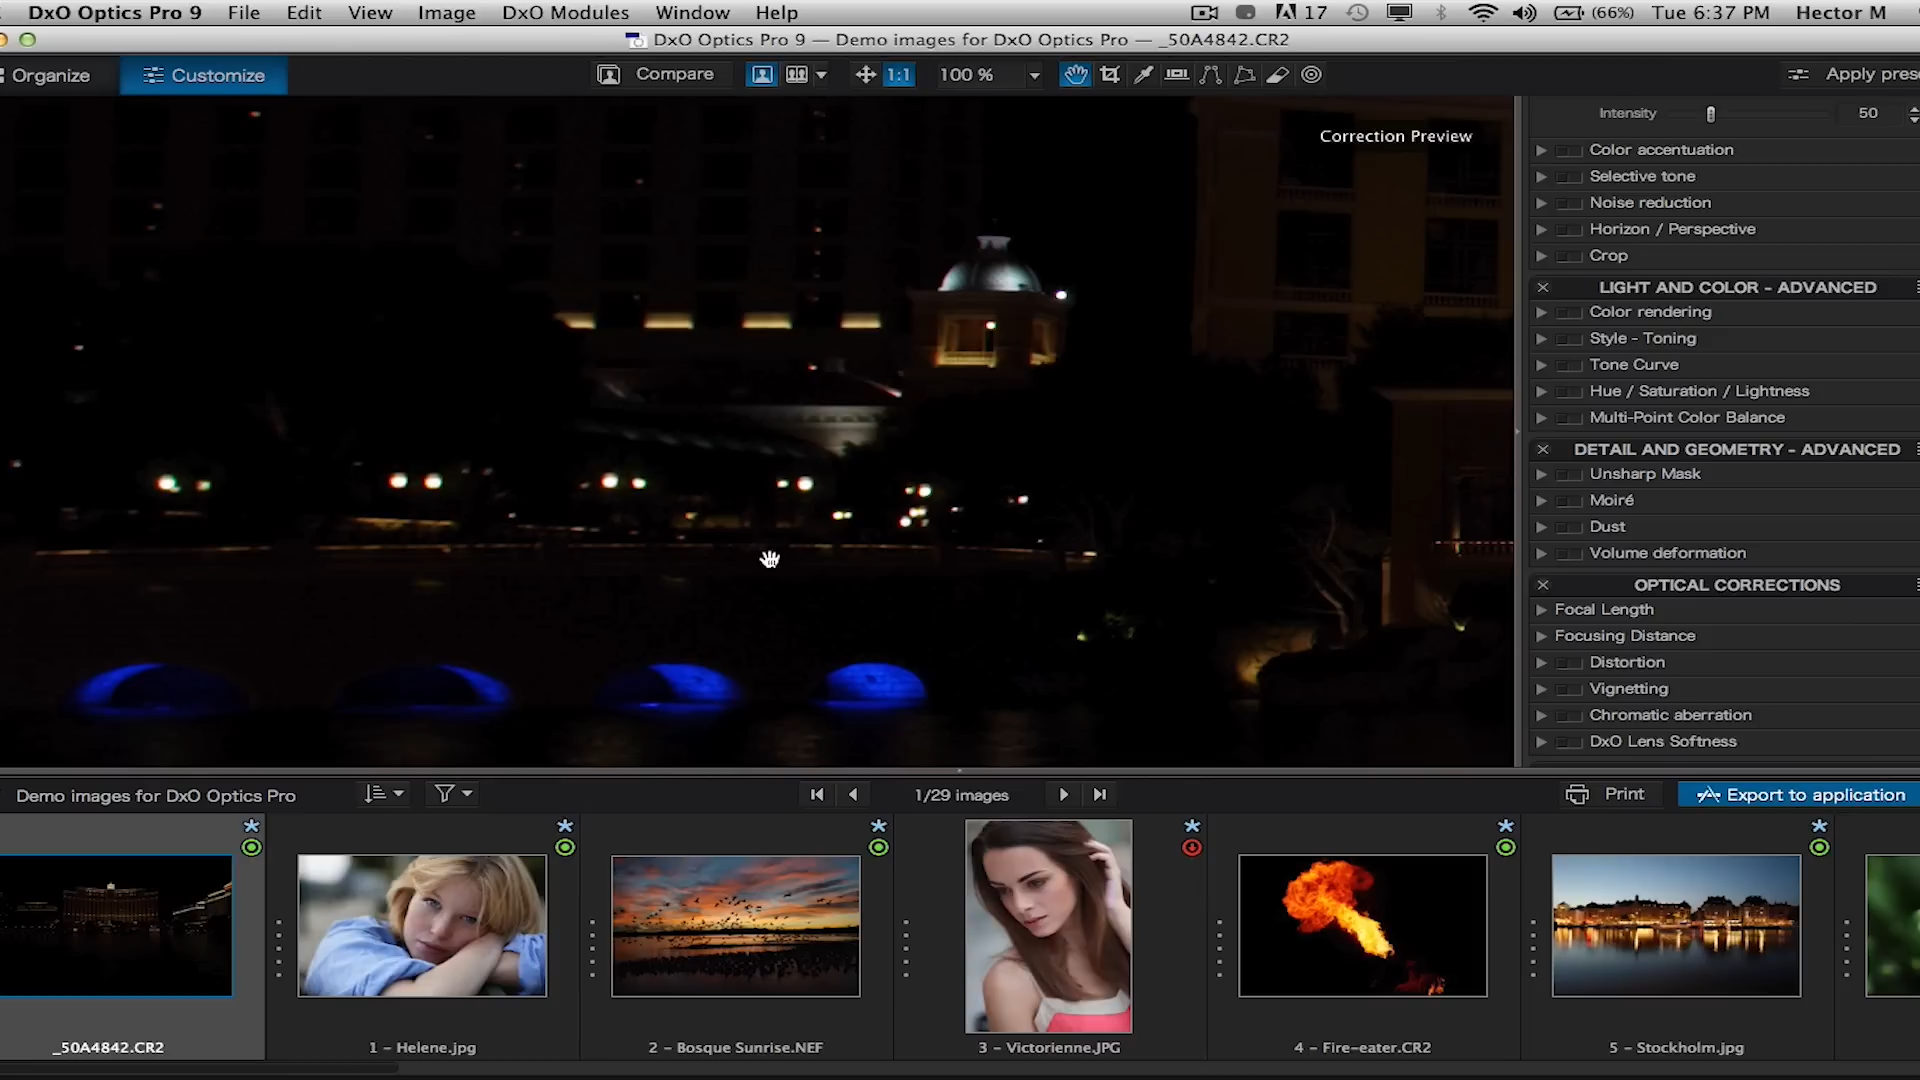 DxO Optics Pro 9 File Edit View Image DxO Modules Window Help 17 (66%) Tue 6:37 PM Hector M
DxO Optics Pro 9 — Demo images for DxO Optics Pro — _50A4842.CR2
Organize Customize Compare 1:1 100 % Apply prese
Correction Preview
Intensity 50
Color accentuation
Selective tone
Noise reduction
Horizon / Perspective
Crop
LIGHT AND COLOR - ADVANCED
Color rendering
Style - Toning
Tone Curve
Hue / Saturation / Lightness
Multi-Point Color Balance
DETAIL AND GEOMETRY - ADVANCED
Unsharp Mask
Moiré
Dust
Volume deformation
OPTICAL CORRECTIONS
Focal Length
Focusing Distance
Distortion
Vignetting
Chromatic aberration
DxO Lens Softness
Demo images for DxO Optics Pro 1/29 images Print Export to application
_50A4842.CR2 1 - Helene.jpg 2 - Bosque Sunrise.NEF 3 - Victorienne.JPG 4 - Fire-eater.CR2 5 - Stockholm.jpg